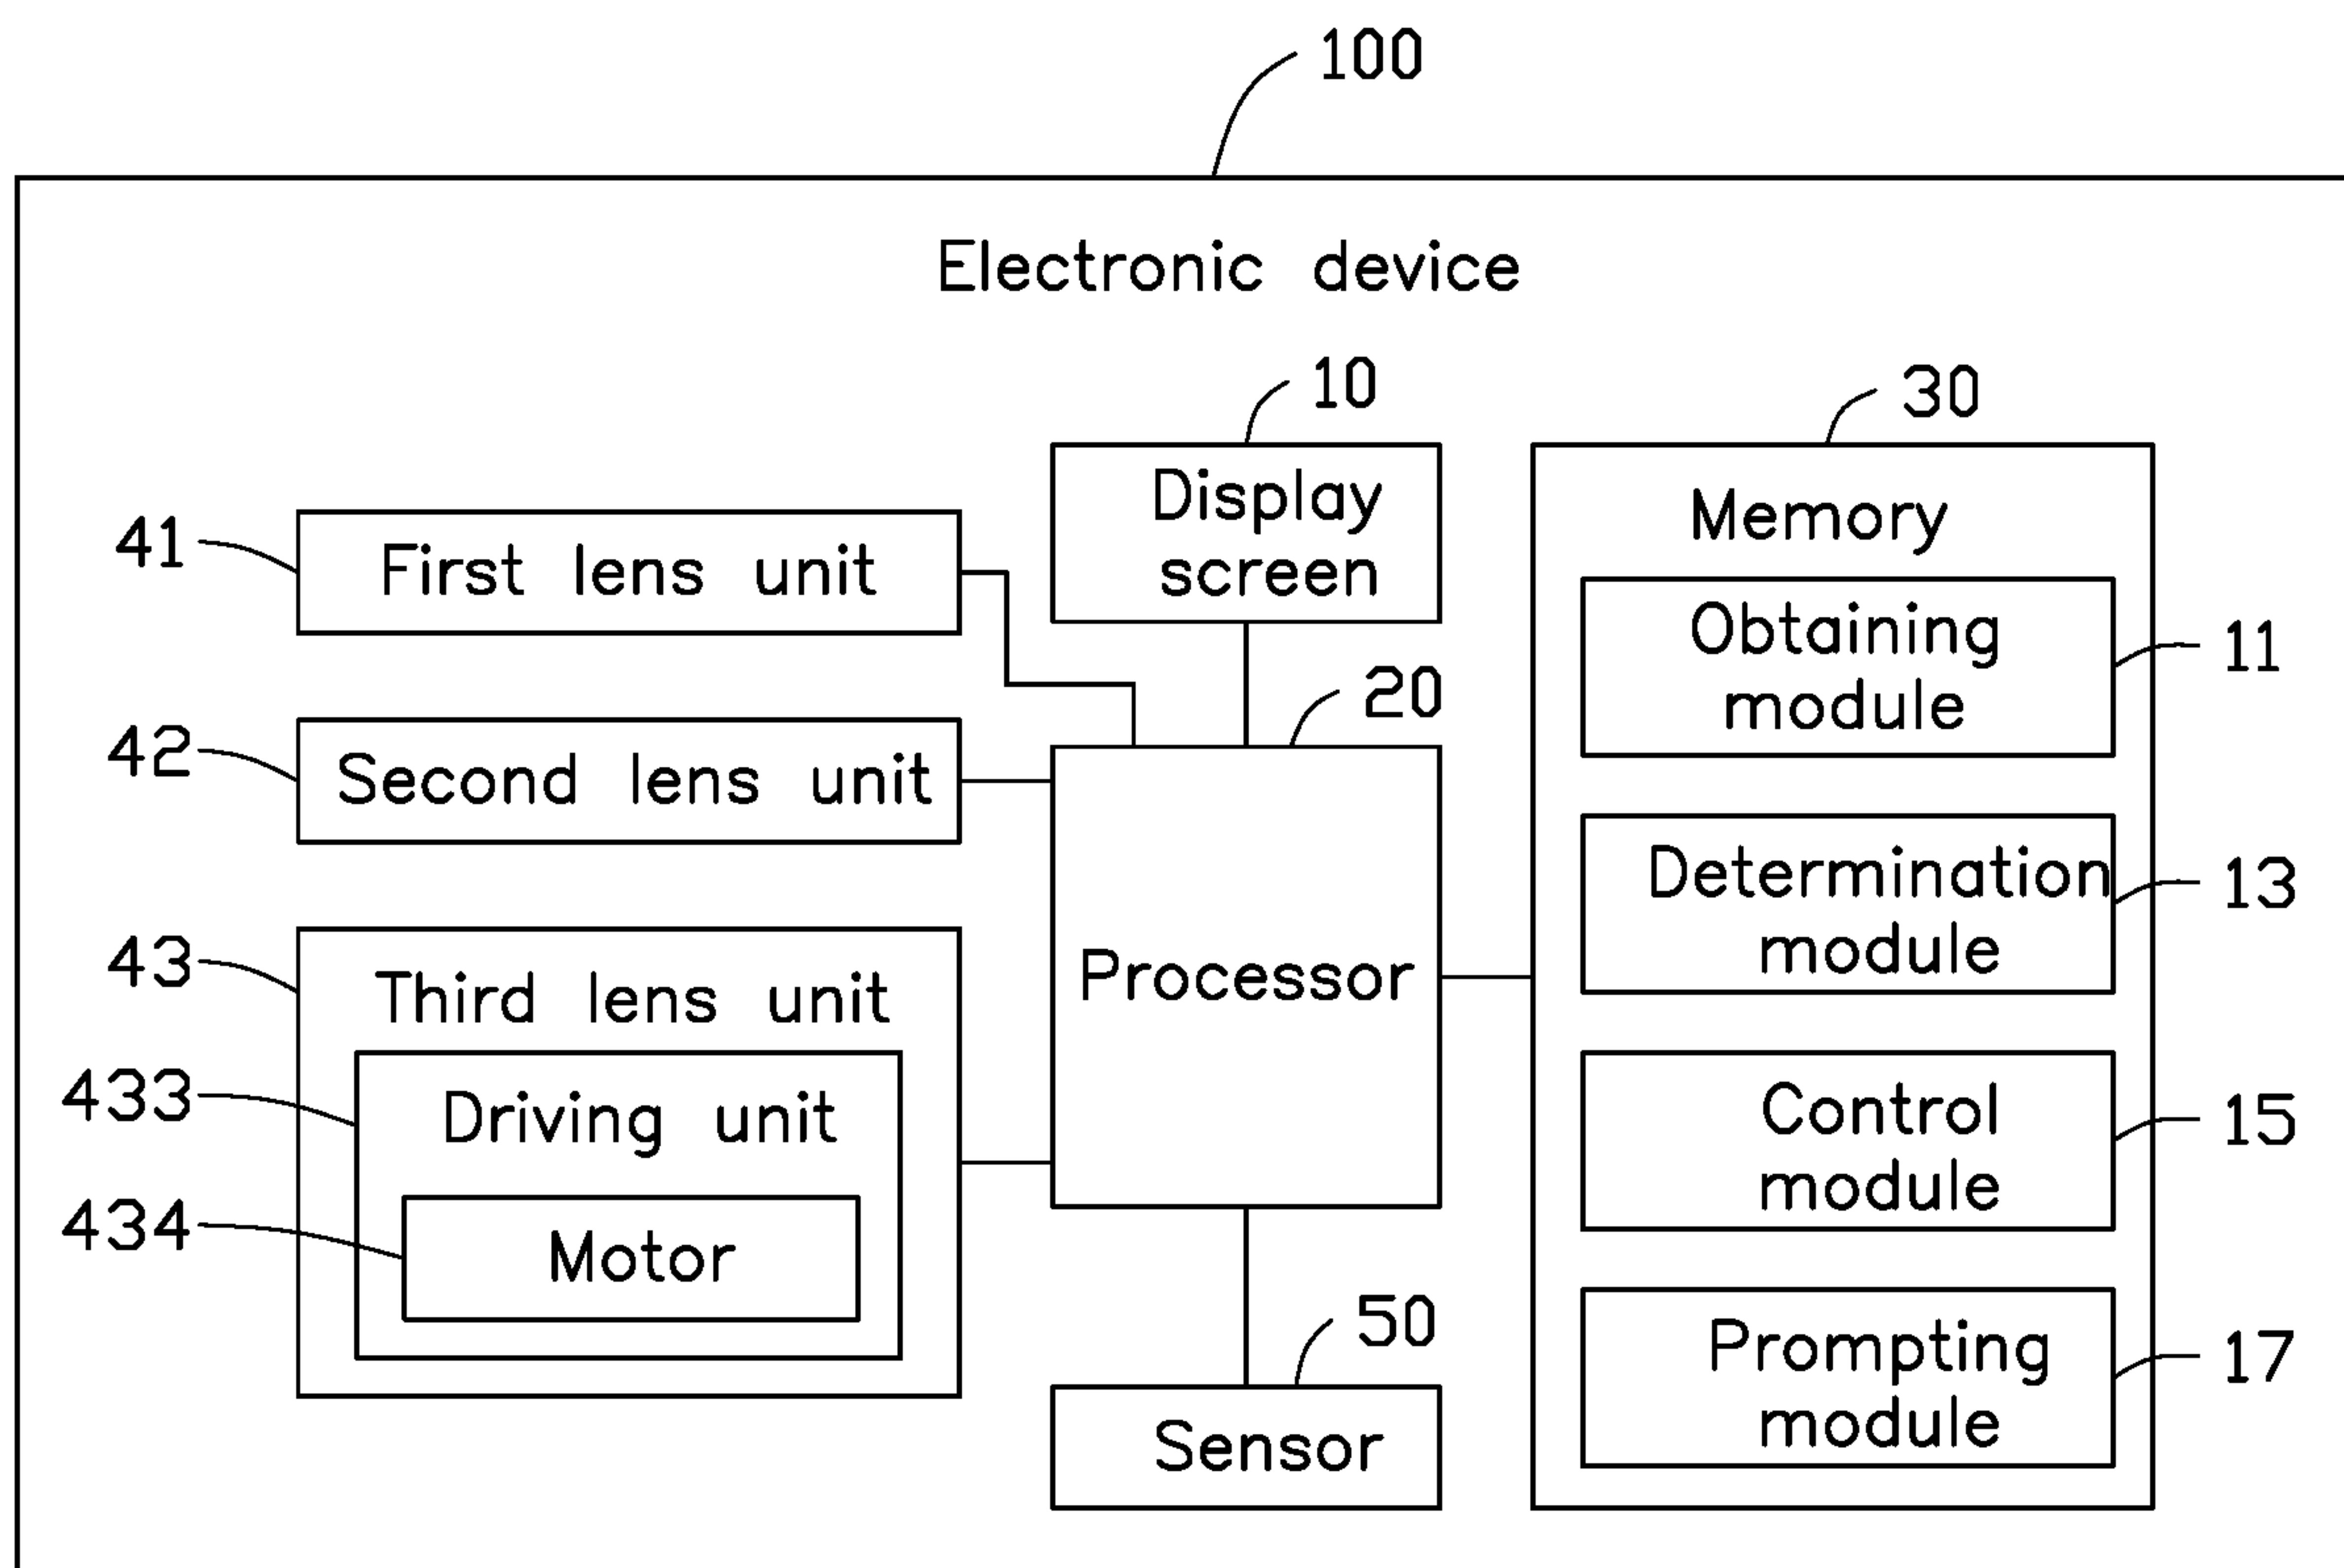 100
Electronic device
10
30
41
First lens unit
Display
screen
Memory
Obtaining
module
11
42
Second lens unit
20
Determination
module
13
43
Third lens unit
Processor
433
Driving unit
Control
module
15
434
Motor
50
Prompting
module
17
Sensor